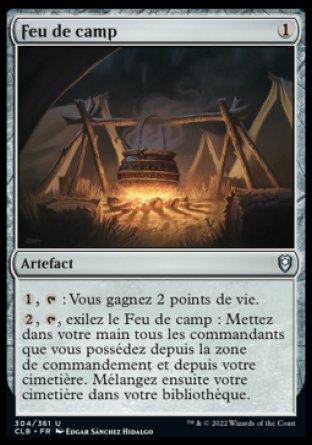 Feu de camp 1
Artefact
1, : Vous gagnez 2 points de vie.
2, , exilez le Feu de camp : Mettez
dans votre main tous les commandants
que vous possédez depuis la zone
de commandement et depuis votre
cimetière. Mélangez ensuite votre
cimetière dans votre bibliothèque.
304/361 U
CLB • FR Edgar Sánchez Hidalgo
™ & © 2022 Wizards of the Coast